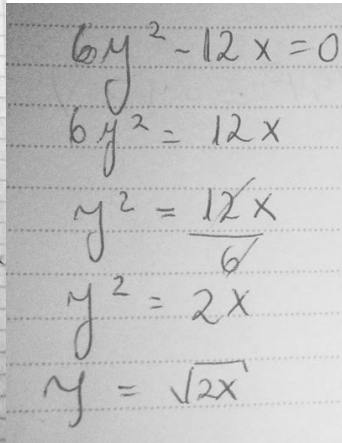 6y² - 12x = 0
6y² = 12x
y² = 12x/6
y² = 2x
y = √2x